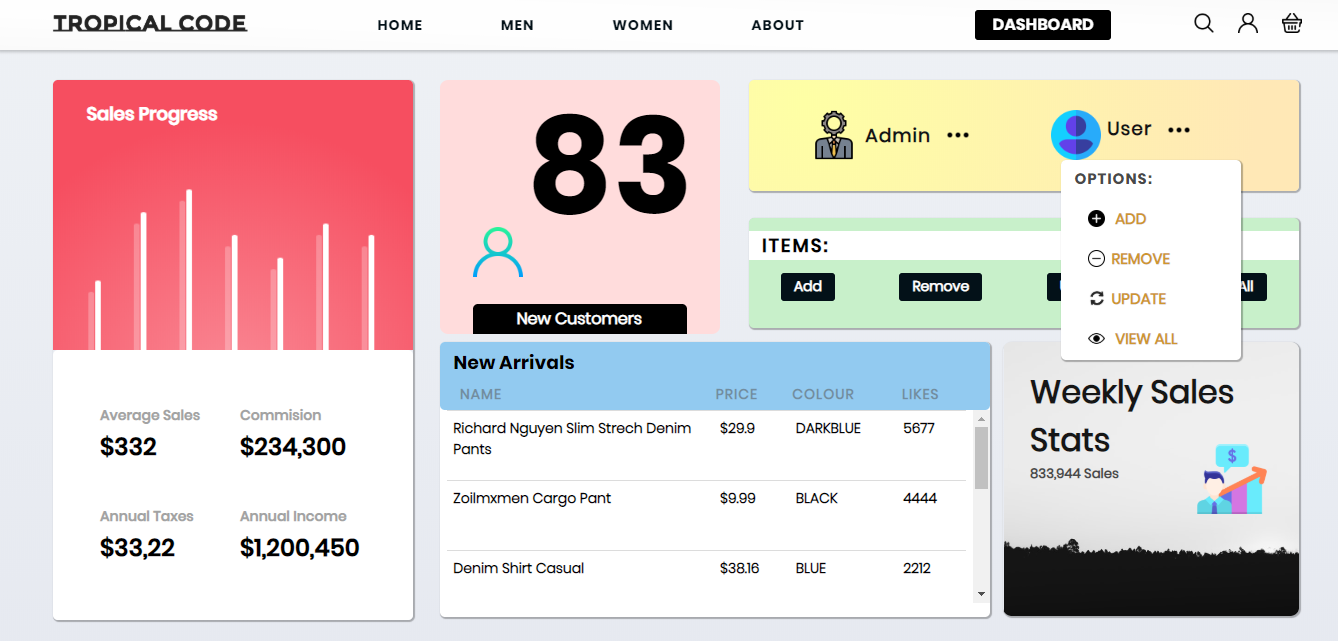 TROPICAL CODE
HOME
MEN
WOMEN
ABOUT
DASHBOARD
Sales Progress
Average Sales
Commision
$332
$234,300
Annual Taxes
Annual Income
$33,22
$1,200,450
83
New Customers
Admin
User
OPTIONS:
ADD
REMOVE
UPDATE
VIEW ALL
ITEMS:
Add
Remove
New Arrivals
NAME PRICE COLOUR LIKES
Richard Nguyen Slim Strech Denim $29.9 DARKBLUE 5677
Pants
Zoilmxmen Cargo Pant $9.99 BLACK 4444
Denim Shirt Casual $38.16 BLUE 2212
Weekly Sales
Stats
833,944 Sales
$